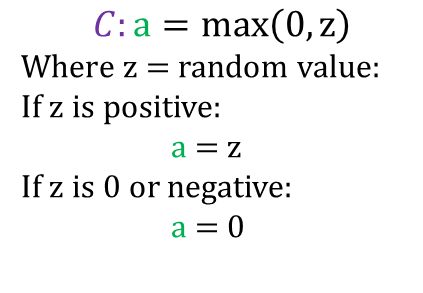 C: a = max(0, z)
Where z = random value:
If z is positive:
a = z
If z is 0 or negative:
a = 0